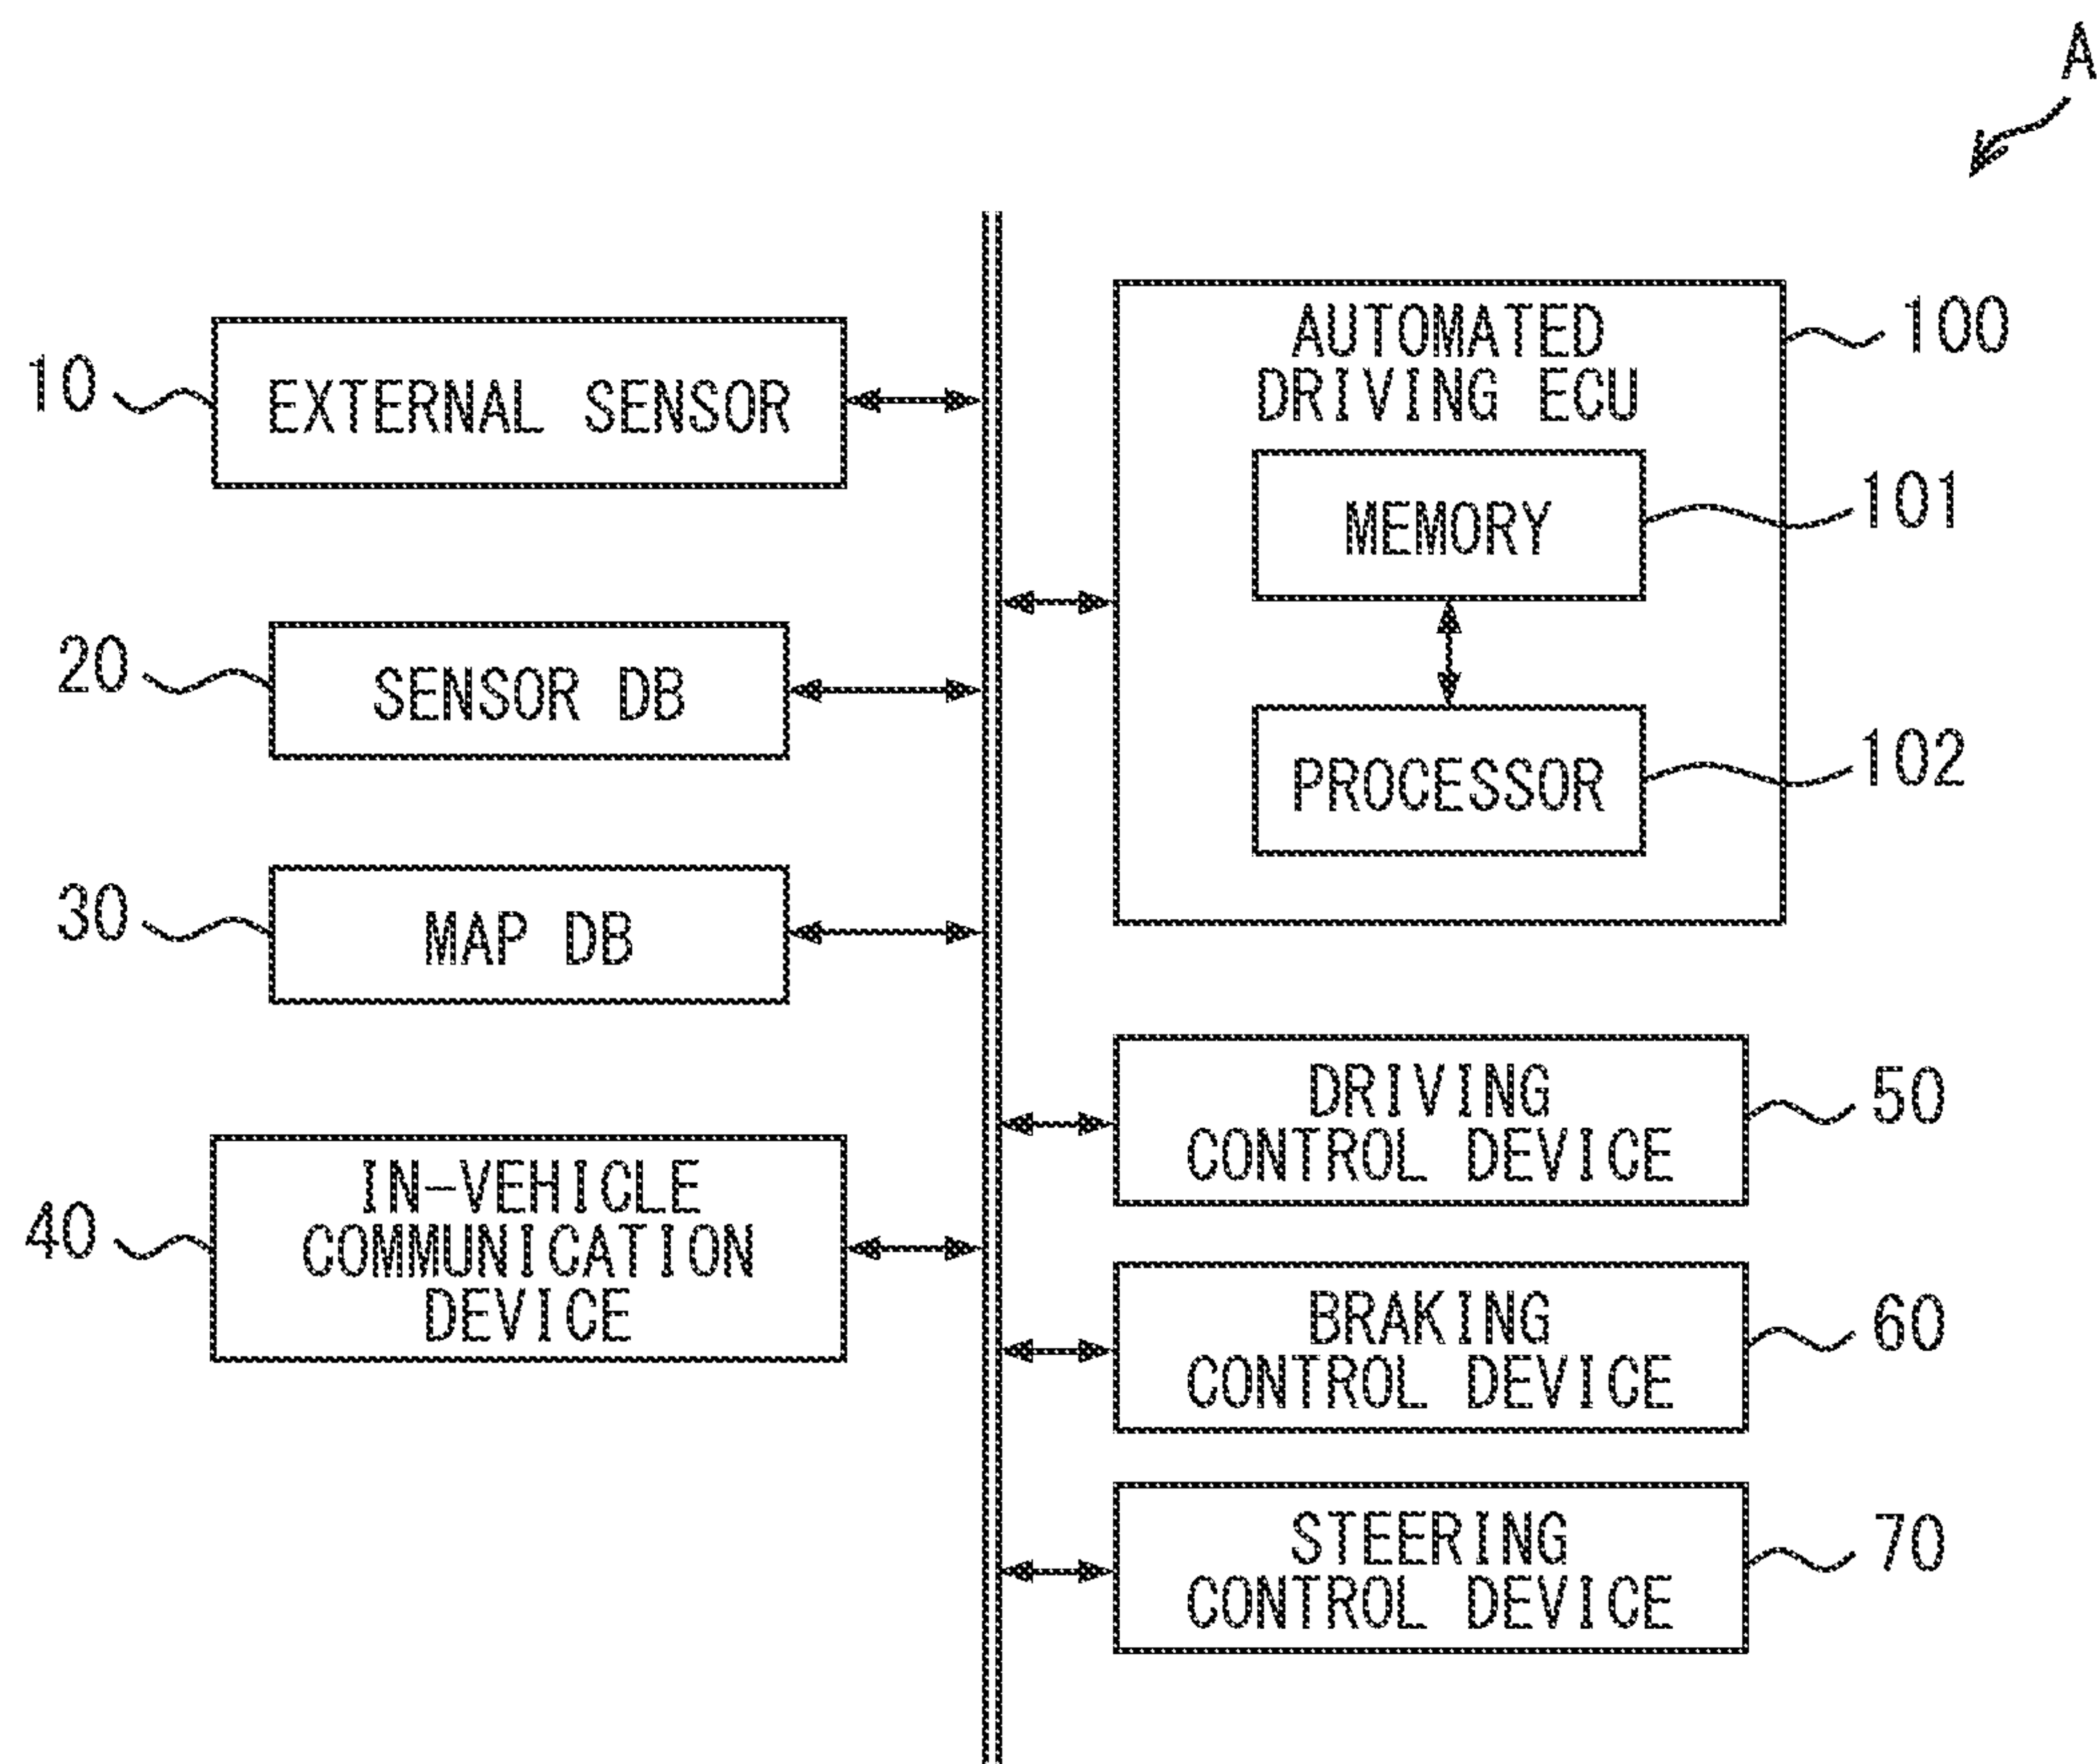 A
10
EXTERNAL SENSOR
20
SENSOR DB
30
MAP DB
40
IN-VEHICLE
COMMUNICATION
DEVICE
AUTOMATED
DRIVING ECU
100
MEMORY
101
PROCESSOR
102
DRIVING
CONTROL DEVICE
50
BRAKING
CONTROL DEVICE
60
STEERING
CONTROL DEVICE
70